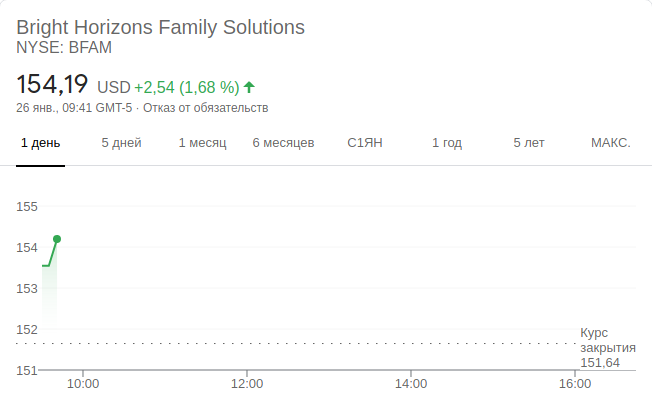 Bright Horizons Family Solutions
NYSE: BFAM
154,19 USD +2,54 (1,68 %)
26 янв., 09:41 GMT-5 · Отказ от обязательств
1 день 5 дней 1 месяц 6 месяцев С1ЯН 1 год 5 лет МАКС.
155
154
153
152
151
Курс
закрытия
151,64
10:00 12:00 14:00 16:00